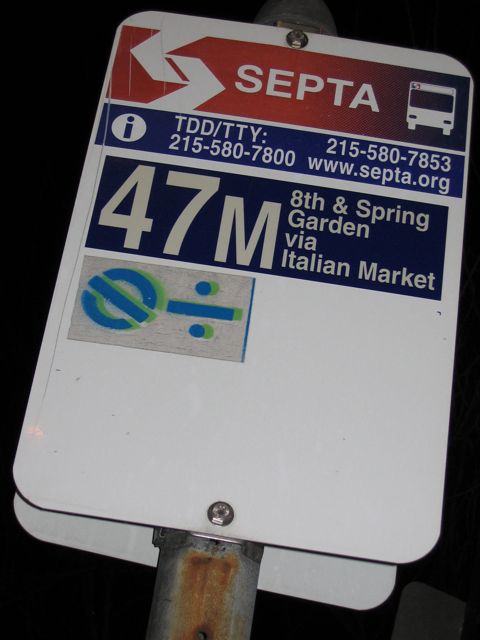 SEPTA
TDD/TTY: 215-580-7853
215-580-7800 www.septa.org
47M
8th & Spring
Garden
via
Italian Market